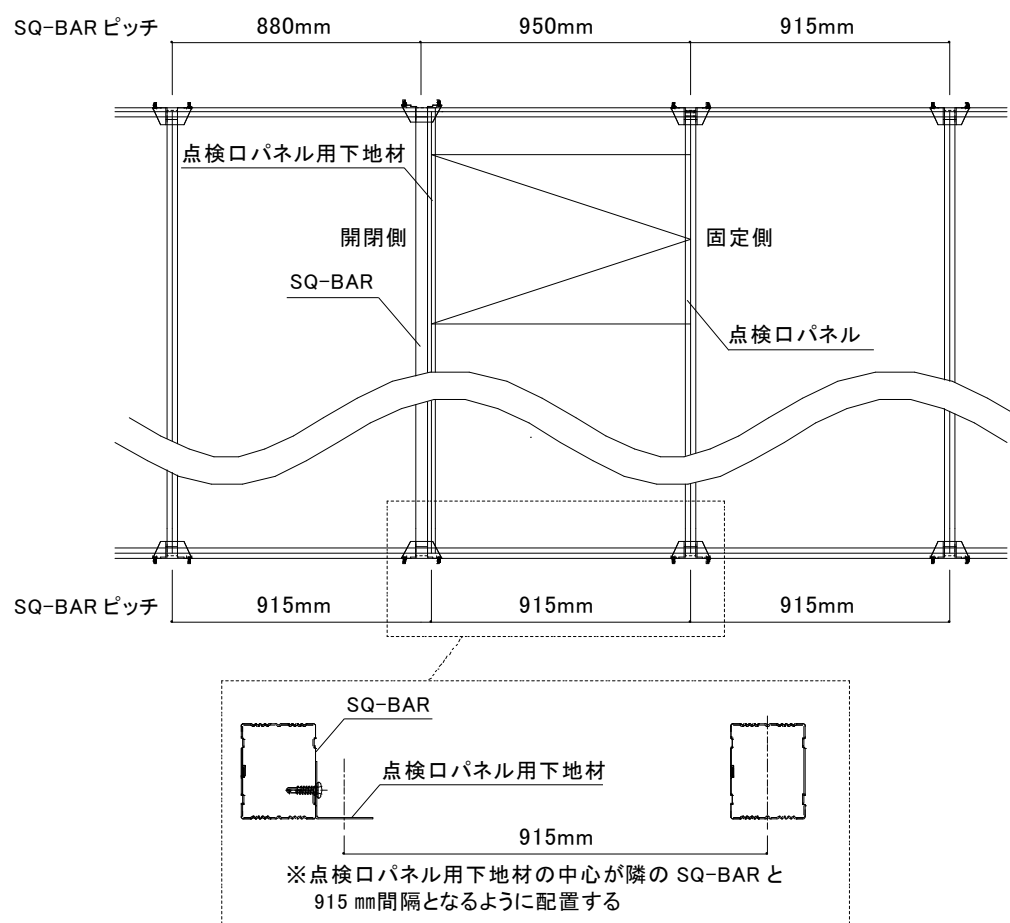 SQ-BAR ピッチ 880mm 950mm 915mm
点検口パネル用下地材
開閉側 固定側
SQ-BAR
点検口パネル
SQ-BAR ピッチ 915mm 915mm 915mm
SQ-BAR
点検口パネル用下地材
915mm
※点検口パネル用下地材の中心が隣の SQ-BAR と
915 ㎜間隔となるように配置する